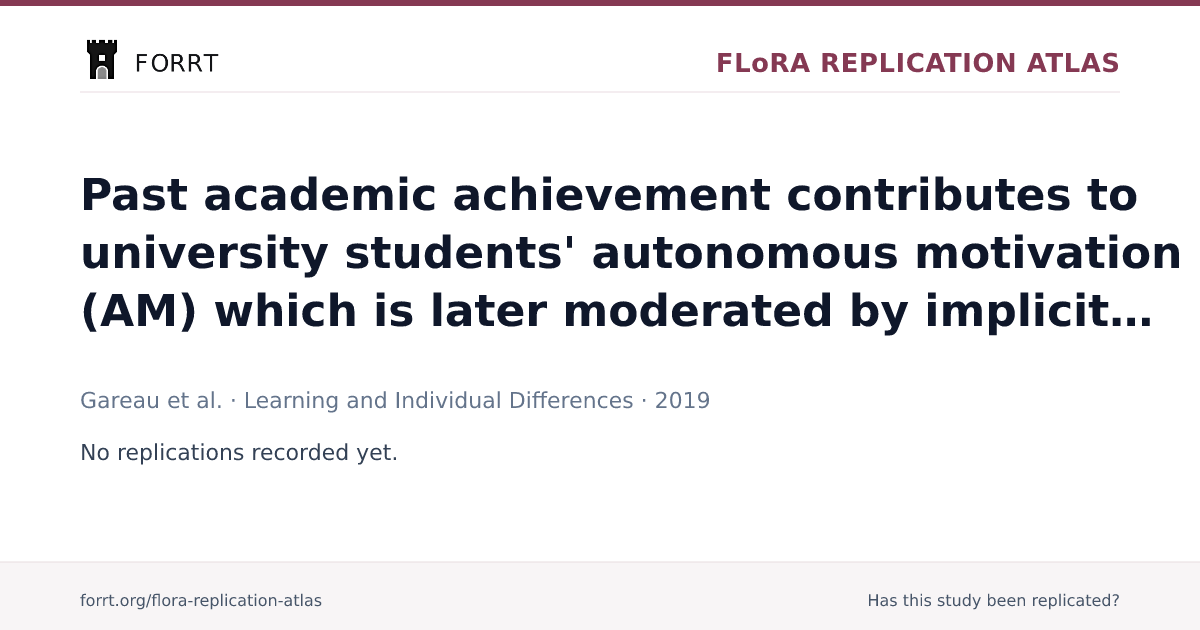 FORRT
FLoRA REPLICATION ATLAS
Past academic achievement contributes to
university students' autonomous motivation
(AM) which is later moderated by implicit…
Gareau et al. · Learning and Individual Differences · 2019
No replications recorded yet.
forrt.org/flora-replication-atlas
Has this study been replicated?